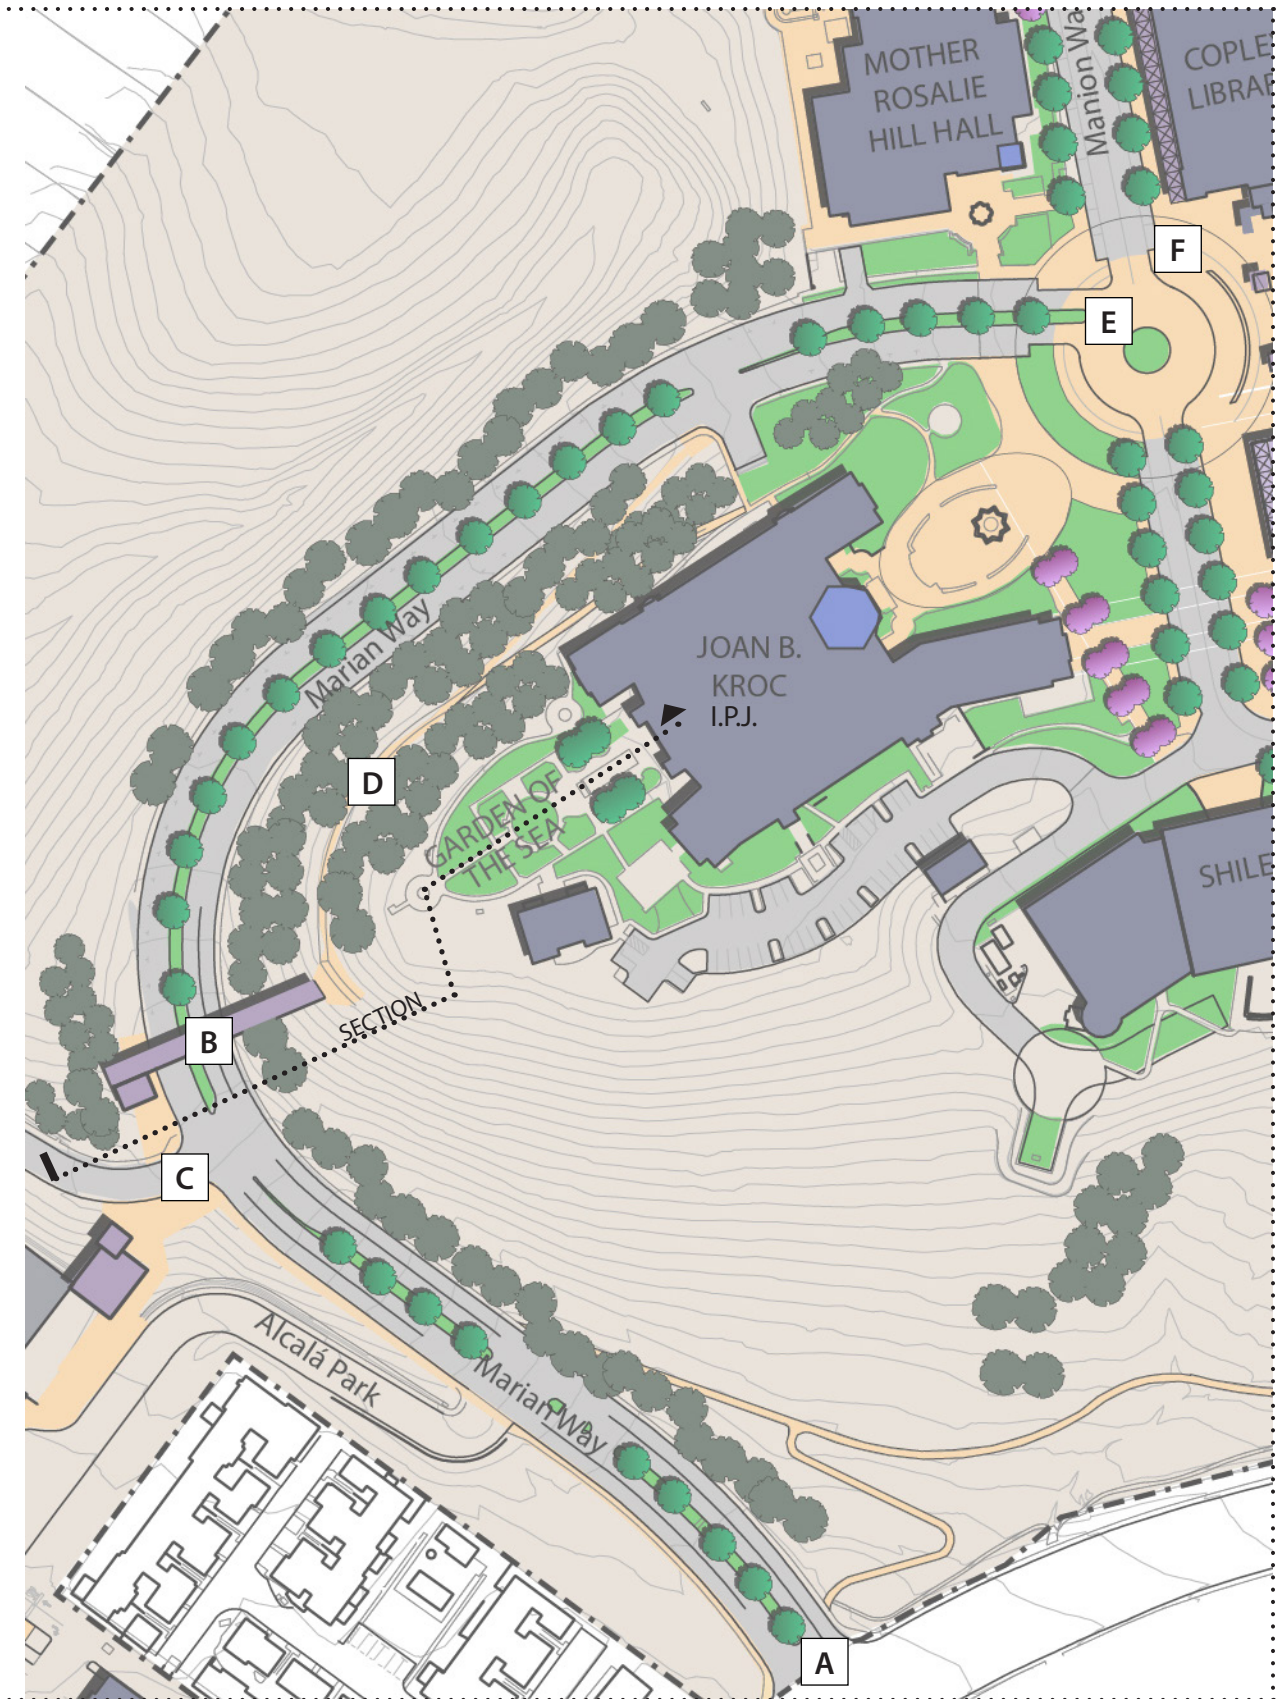 MOTHER
ROSALIE
HILL HALL
Manion Wa
COPLE
LIBRAR
F
E
Marian Way
JOAN B.
KROC
I.P.J.
D
GARDEN OF
THE SEA
SHILE
SECTION
B
C
Alcalá Park
Marian Way
A